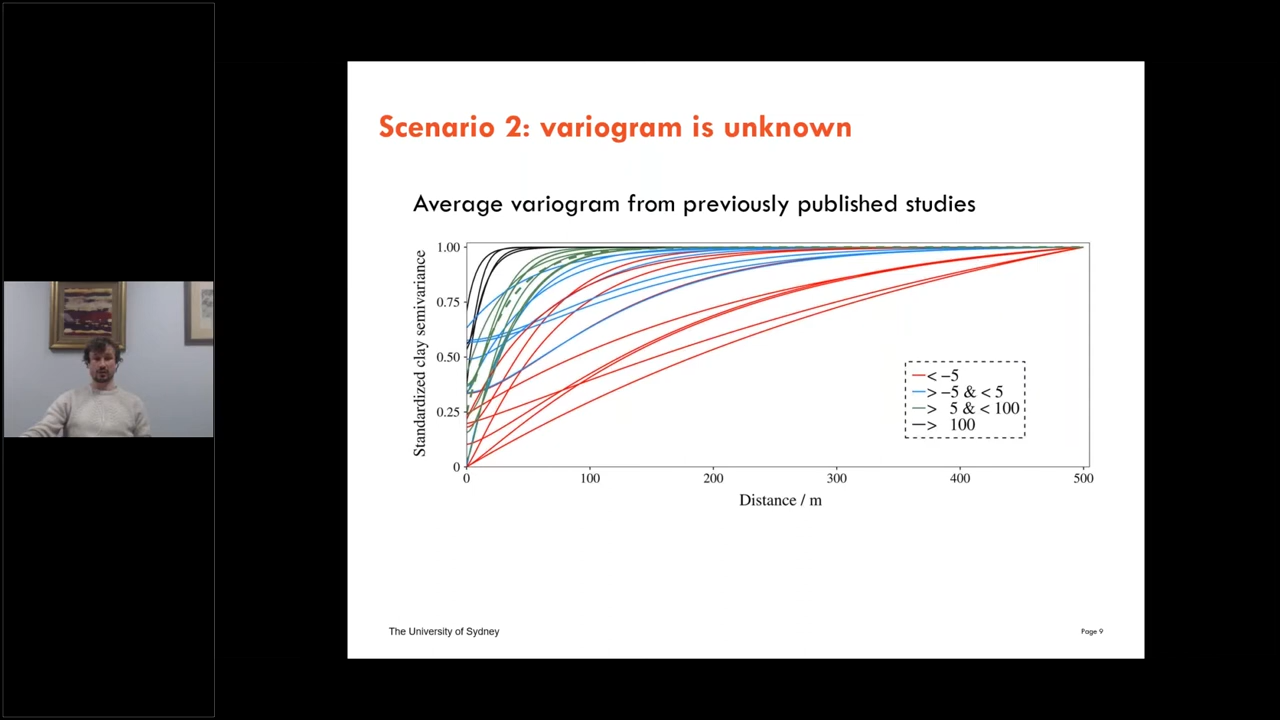 Scenario 2: variogram is unknown
Average variogram from previously published studies
Standardized clay semivariance
1.00
0.75
0.50
0.25
0
0 100 200 300 400 500
Distance / m
< −5
> −5 & < 5
> 5 & < 100
> 100
The University of Sydney
Page 9